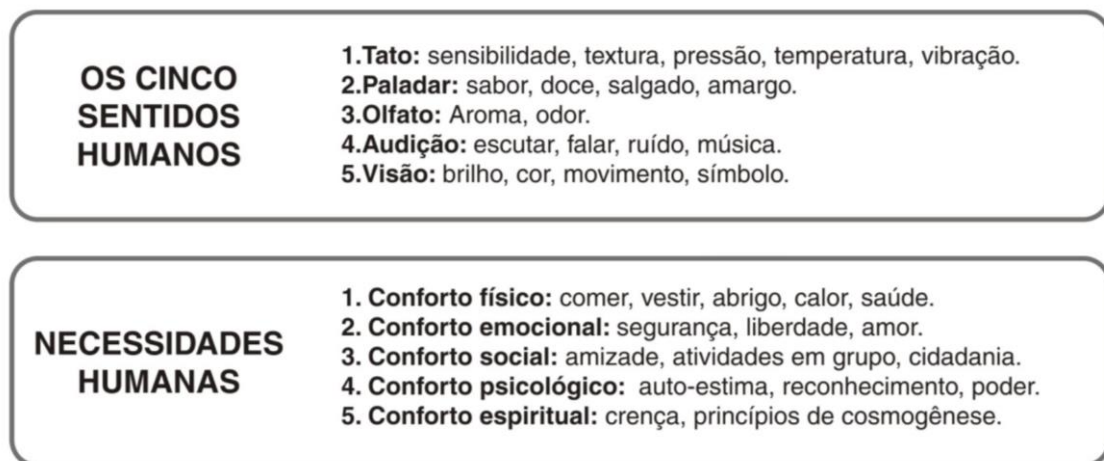 OS CINCO
SENTIDOS
HUMANOS
1.Tato: sensibilidade, textura, pressão, temperatura, vibração.
2.Paladar: sabor, doce, salgado, amargo.
3.Olfato: Aroma, odor.
4.Audição: escutar, falar, ruído, música.
5.Visão: brilho, cor, movimento, símbolo.
NECESSIDADES
HUMANAS
1. Conforto físico: comer, vestir, abrigo, calor, saúde.
2. Conforto emocional: segurança, liberdade, amor.
3. Conforto social: amizade, atividades em grupo, cidadania.
4. Conforto psicológico: auto-estima, reconhecimento, poder.
5. Conforto espiritual: crença, princípios de cosmogênese.